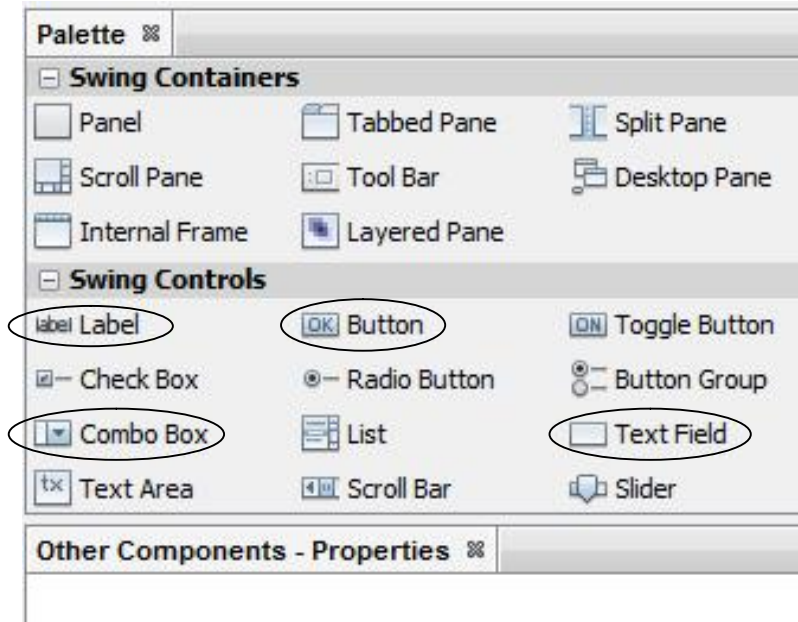 Palette
Swing Containers
Panel Tabbed Pane Split Pane
Scroll Pane Tool Bar Desktop Pane
Internal Frame Layered Pane
Swing Controls
label Label OK Button ON Toggle Button
Check Box Radio Button Button Group
Combo Box List Text Field
tx Text Area Scroll Bar Slider
Other Components - Properties